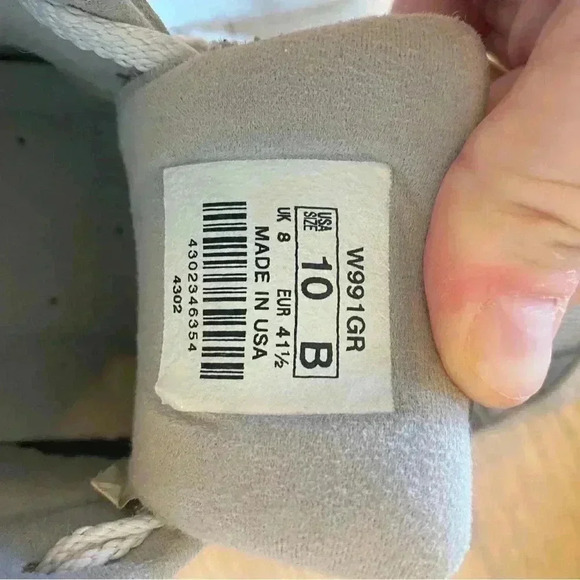 W991GR
USA SIZE 10 B
UK 8 EUR 41½
MADE IN USA
4302346354
4302